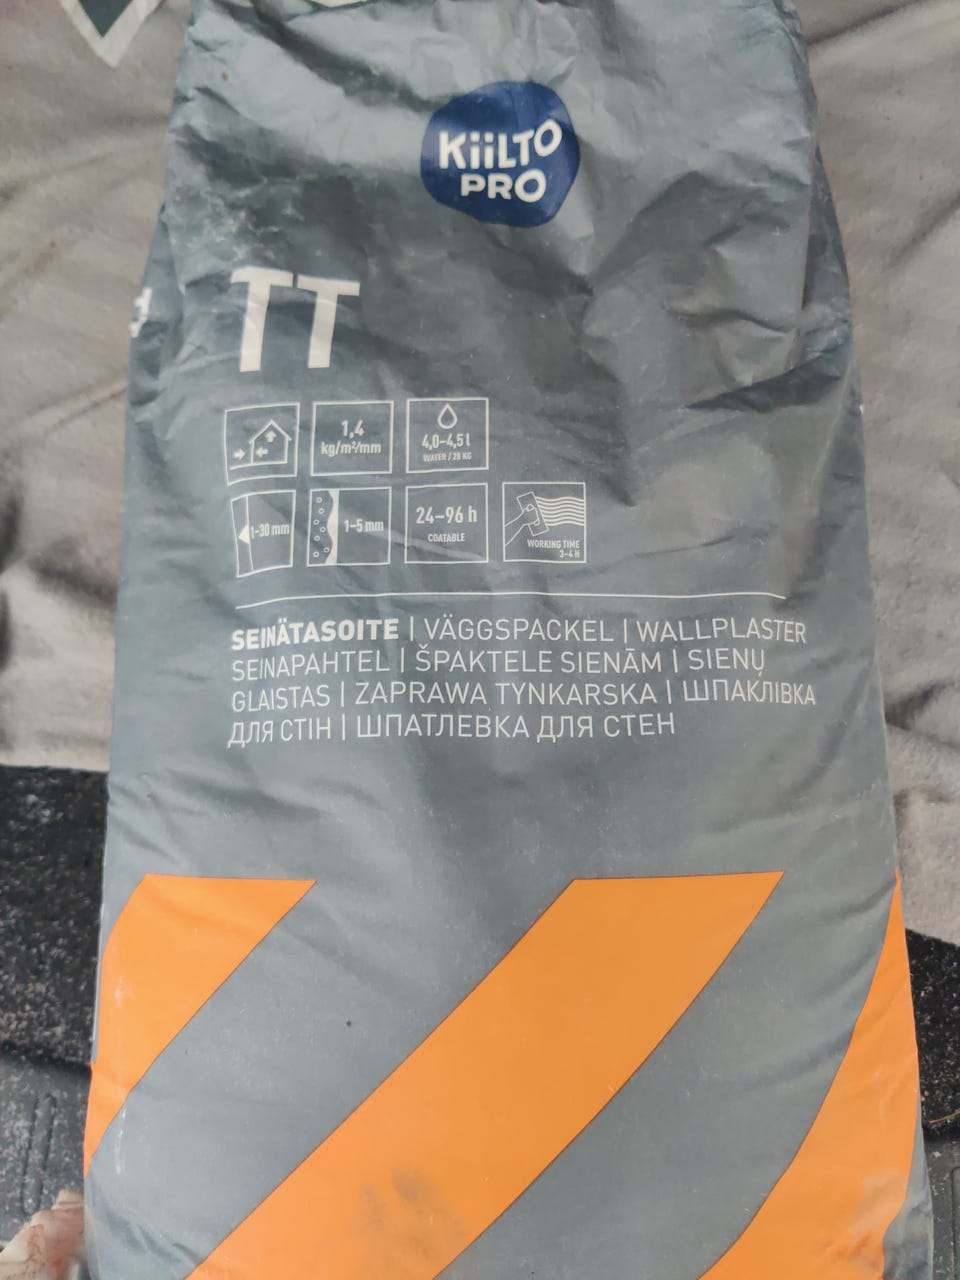 KiiLTO
PRO
TT
1,4
kg/m²/mm
4,0–4,5 l
WATER / 20 KG
1–30 mm
1–5 mm
24–96 h
COATABLE
WORKING TIME
3–4 H
SEINÄTASOITE | VÄGGSPACKEL | WALLPLASTER
SEINAPAHTEL | ŠPAKTELE SIENĀM | SIENŲ
GLAISTAS | ZAPRAWA TYNKARSKA | ШПАКЛІВКА
ДЛЯ СТІН | ШПАТЛЕВКА ДЛЯ СТЕН